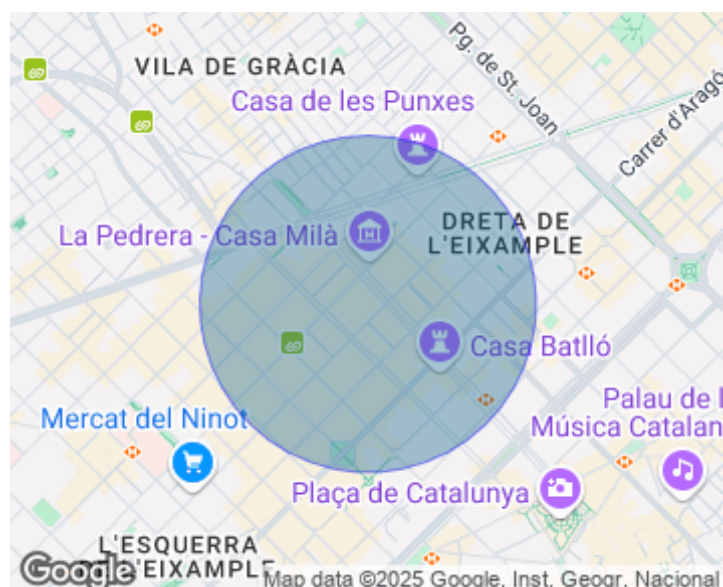 VILA DE GRÀCIA
Pg. de St. Joan
Casa de les Punxes
Carrer d'Aragó
La Pedrera - Casa Milà
DRETA DE
L'EIXAMPLE
Casa Batlló
Mercat del Ninot
Palau de
Música Catalan
Plaça de Catalunya
L'ESQUERRA
L'EIXAMPLE
Google
Map data ©2025 Google, Inst. Geogr. Nacional